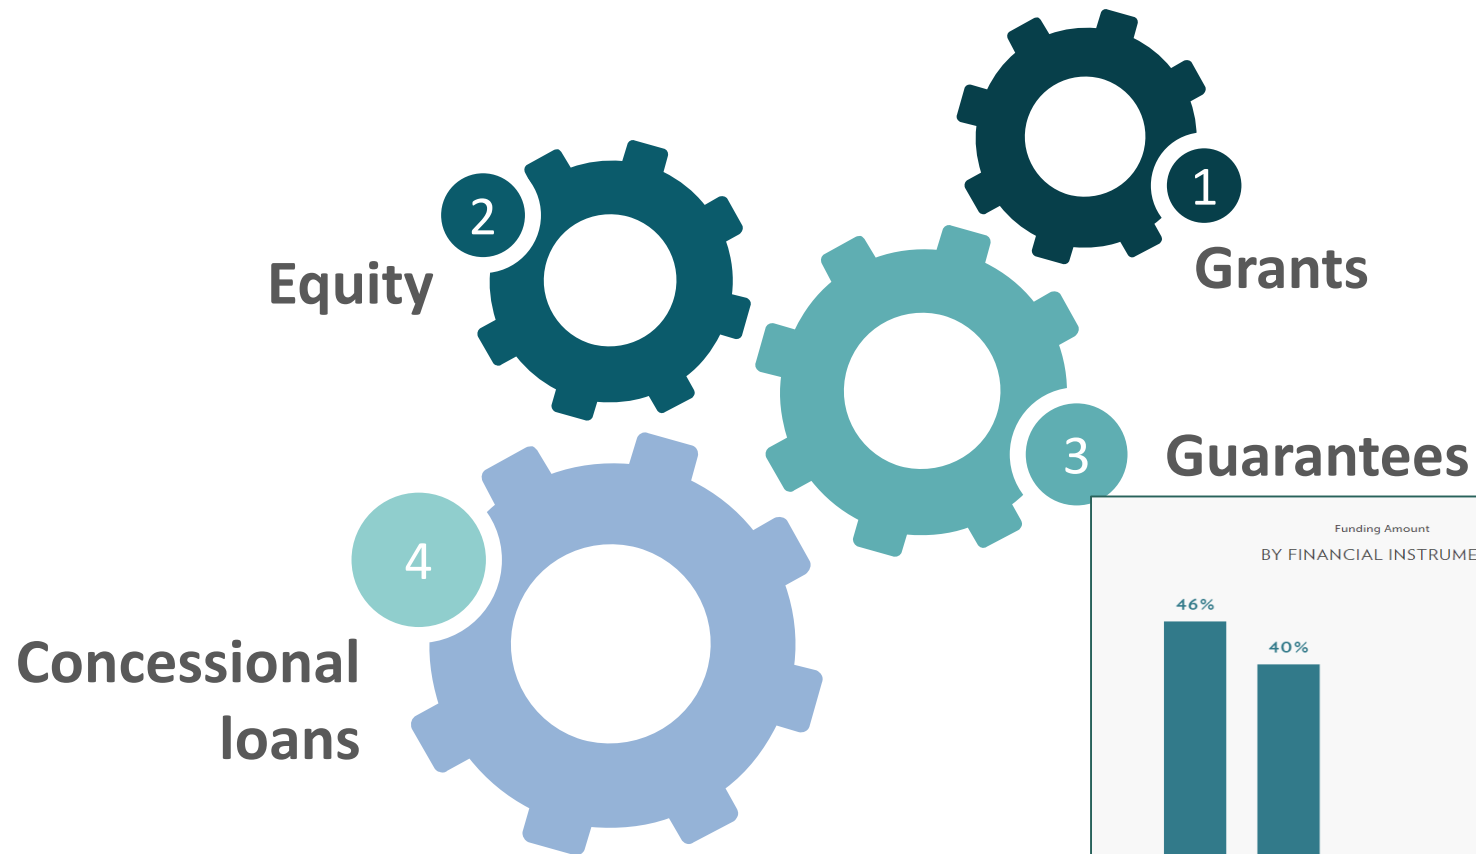 1
Grants
2
Equity
3
Guarantees
4
Concessional
loans
Funding Amount
BY FINANCIAL INSTRUME
46%
40%